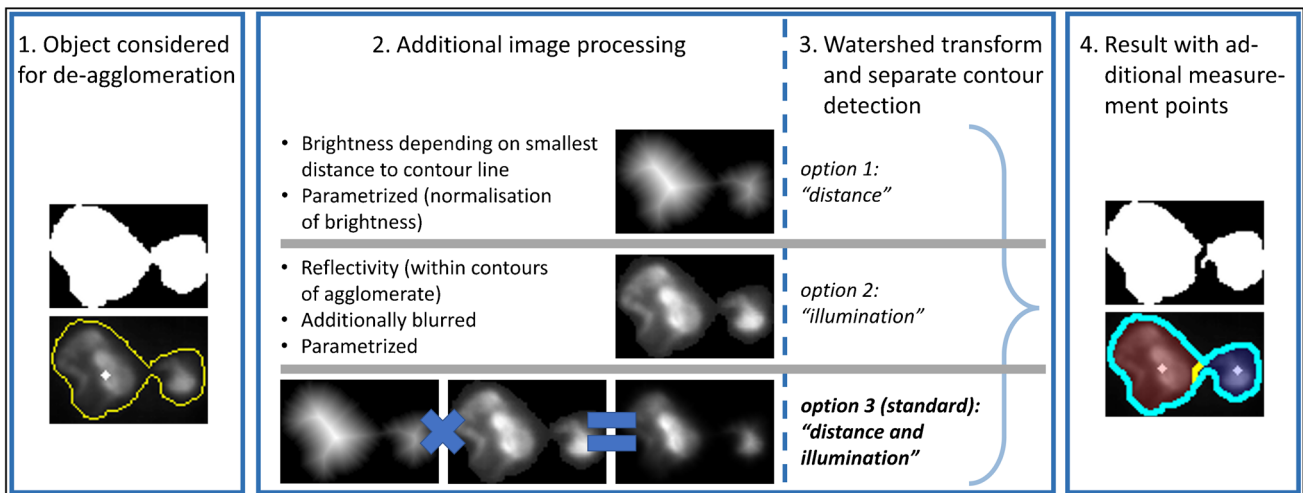 1. Object considered
for de-agglomeration
2. Additional image processing
• Brightness depending on smallest
distance to contour line
• Parametrized (normalisation
of brightness)
• Reflectivity (within contours
of agglomerate)
• Additionally blurred
• Parametrized
3. Watershed transform
and separate contour
detection
option 1:
“distance”
option 2:
“illumination”
option 3 (standard):
“distance and
illumination”
4. Result with ad-
ditional measure-
ment points